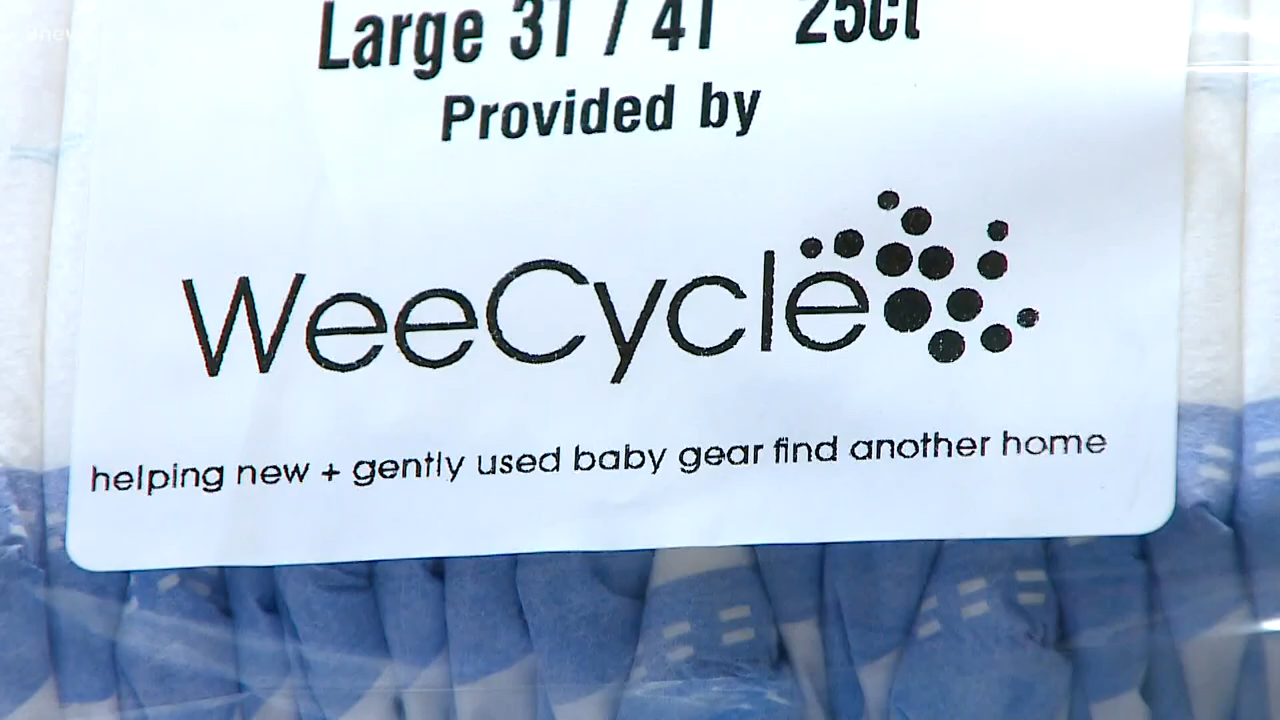 Large 3T / 4T 25ct
Provided by
WeeCycle
helping new + gently used baby gear find another home